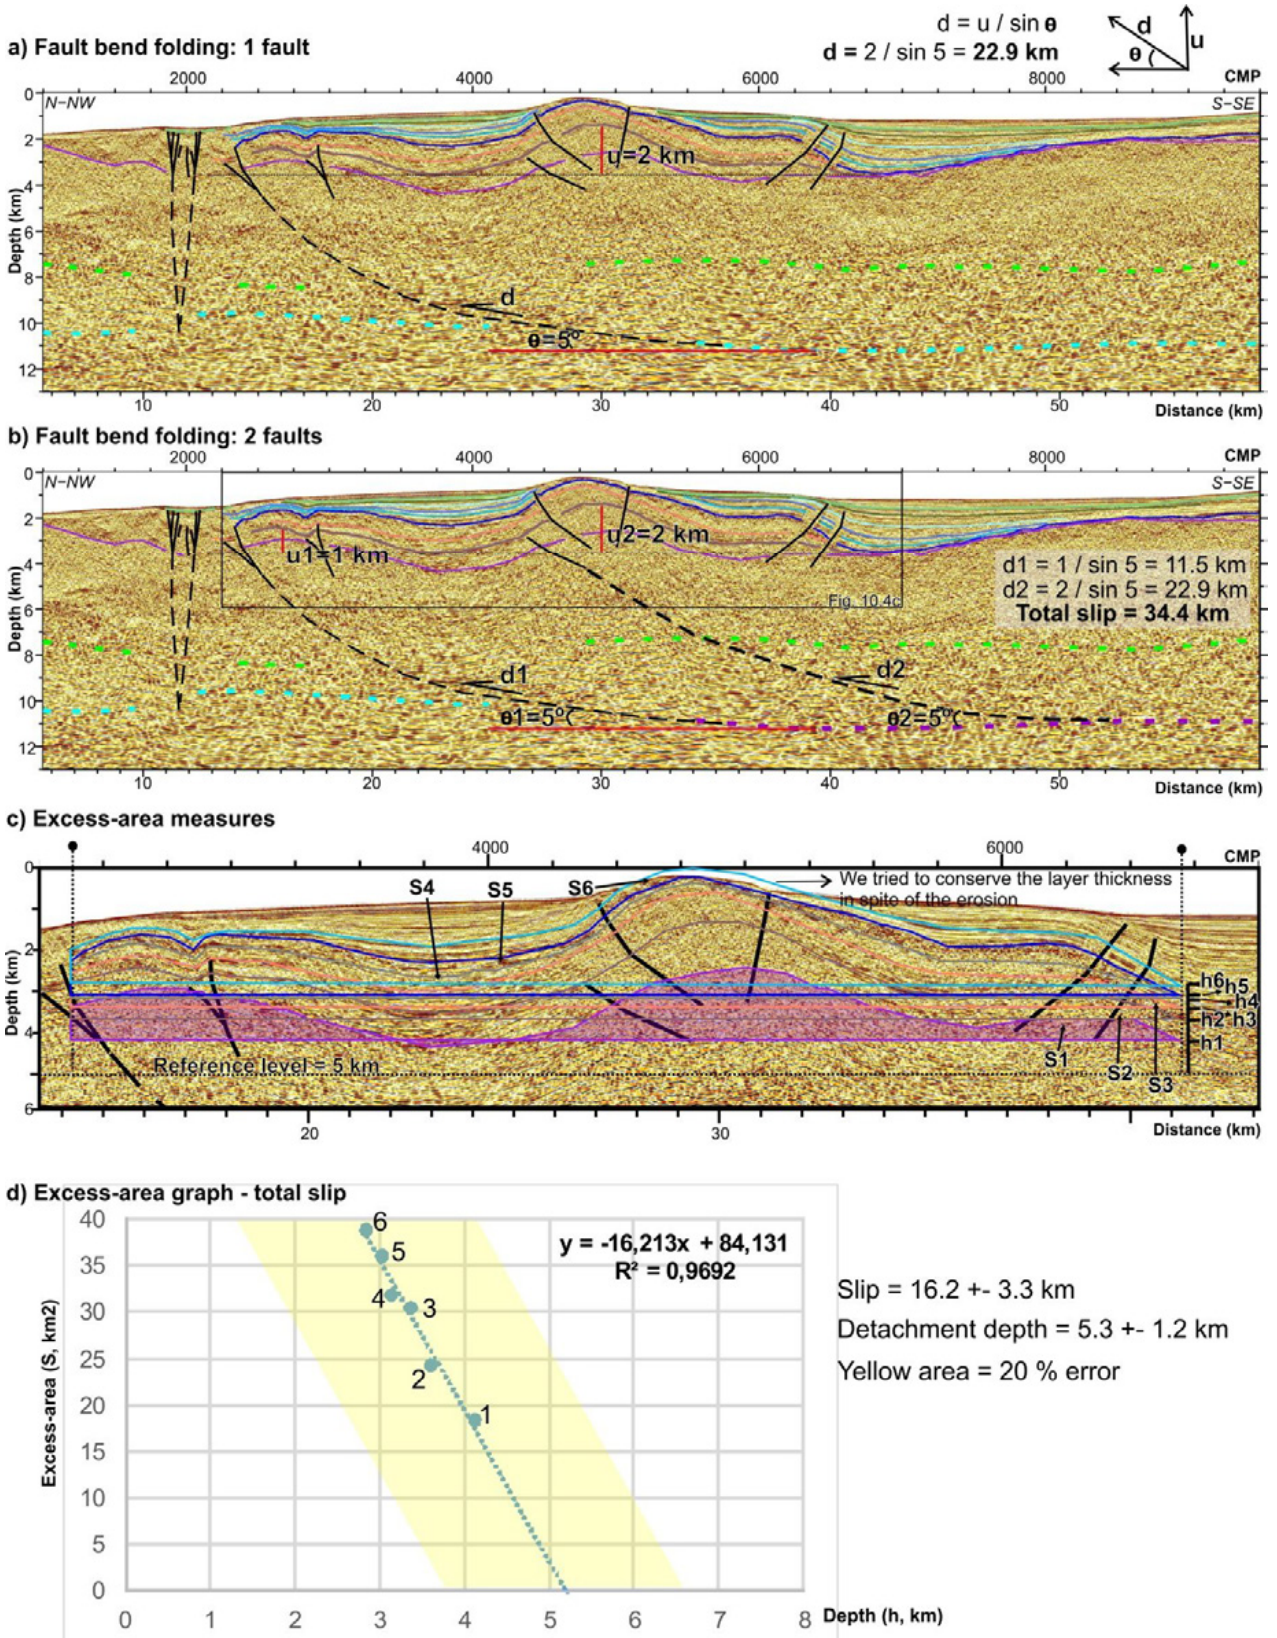 a) Fault bend folding: 1 fault
d = u / sin θ
d = 2 / sin 5 = 22.9 km
d
u
θ
2000 4000 6000 8000 CMP
N–NW
S–SE
0
2
4
6
8
10
12
Depth (km)
u=2 km
d
θ=5º
10 20 30 40 50
Distance (km)
b) Fault bend folding: 2 faults
2000 4000 6000 8000 CMP
N–NW
S–SE
0
2
4
6
8
10
12
Depth (km)
u1=1 km
u2=2 km
d1 = 1 / sin 5 = 11.5 km
d2 = 2 / sin 5 = 22.9 km
Total slip = 34.4 km
Fig. 10.4c
d1
d2
θ1=5º
θ2=5º
10 20 30 40 50
Distance (km)
c) Excess-area measures
4000 6000 CMP
0
2
4
6
Depth (km)
S4 S5 S6
We tried to conserve the layer thickness
in spite of the erosion
h6 h5
h4
h2 h3
h1
S1 S2 S3
Reference level = 5 km
20 30
Distance (km)
d) Excess-area graph - total slip
40
35
30
25
20
15
10
5
0
Excess-area (S, km2)
6
5
4
3
2
1
y = -16,213x + 84,131
R² = 0,9692
0 1 2 3 4 5 6 7 8
Depth (h, km)
Slip = 16.2 +- 3.3 km
Detachment depth = 5.3 +- 1.2 km
Yellow area = 20 % error